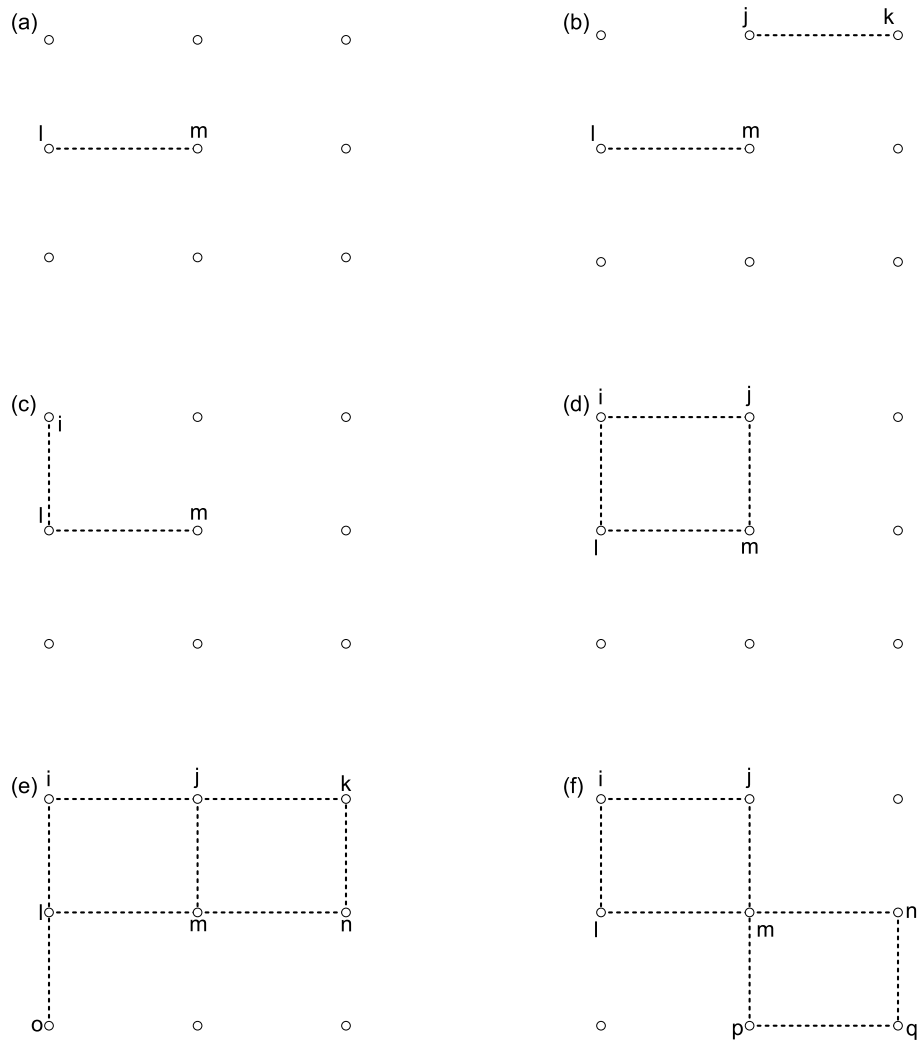 (a)
l m
(b) j k
l m
(c)
i
l m
(d) i j
l m
(e) i j k
l m n
o
(f) i j
l m n
p q